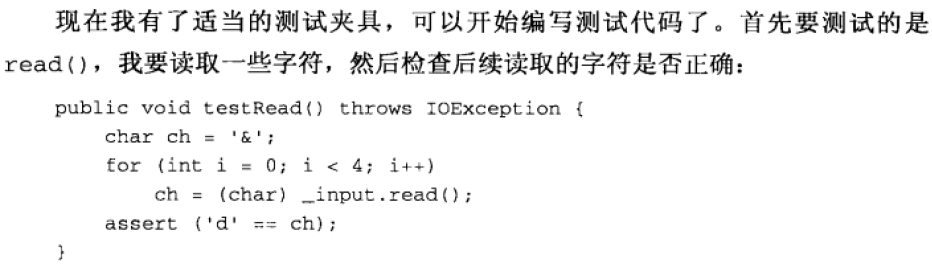 现在我有了适当的测试夹具，可以开始编写测试代码了。首先要测试的是
read()，我要读取一些字符，然后检查后续读取的字符是否正确：
public void testRead() throws IOException {
    char ch = '&';
    for (int i = 0; i < 4; i++)
        ch = (char) _input.read();
    assert ('d' == ch);
}